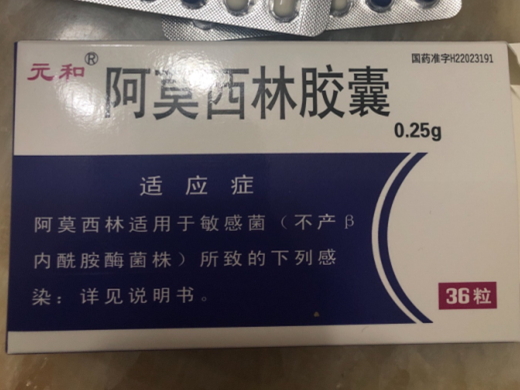 元和®
国药准字H22023191
阿莫西林胶囊
0.25g
适应症
阿莫西林适用于敏感菌(不产β
内酰胺酶菌株)所致的下列感
染:详见说明书。
36粒